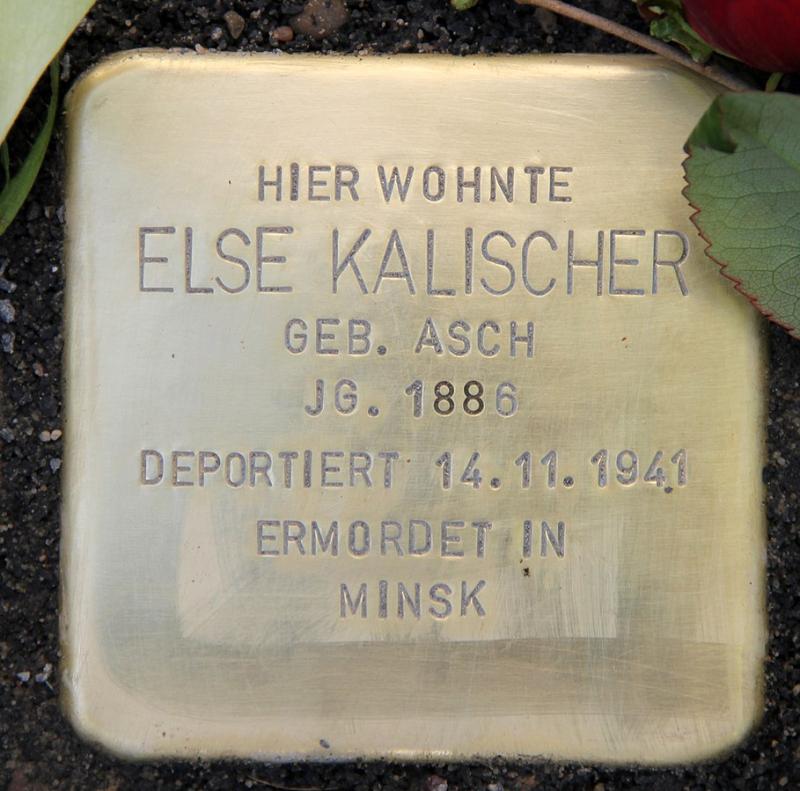 HIER WOHNTE
ELSE KALISCHER
GEB. ASCH
JG. 1886
DEPORTIERT 14.11.1941
ERMORDET IN
MINSK